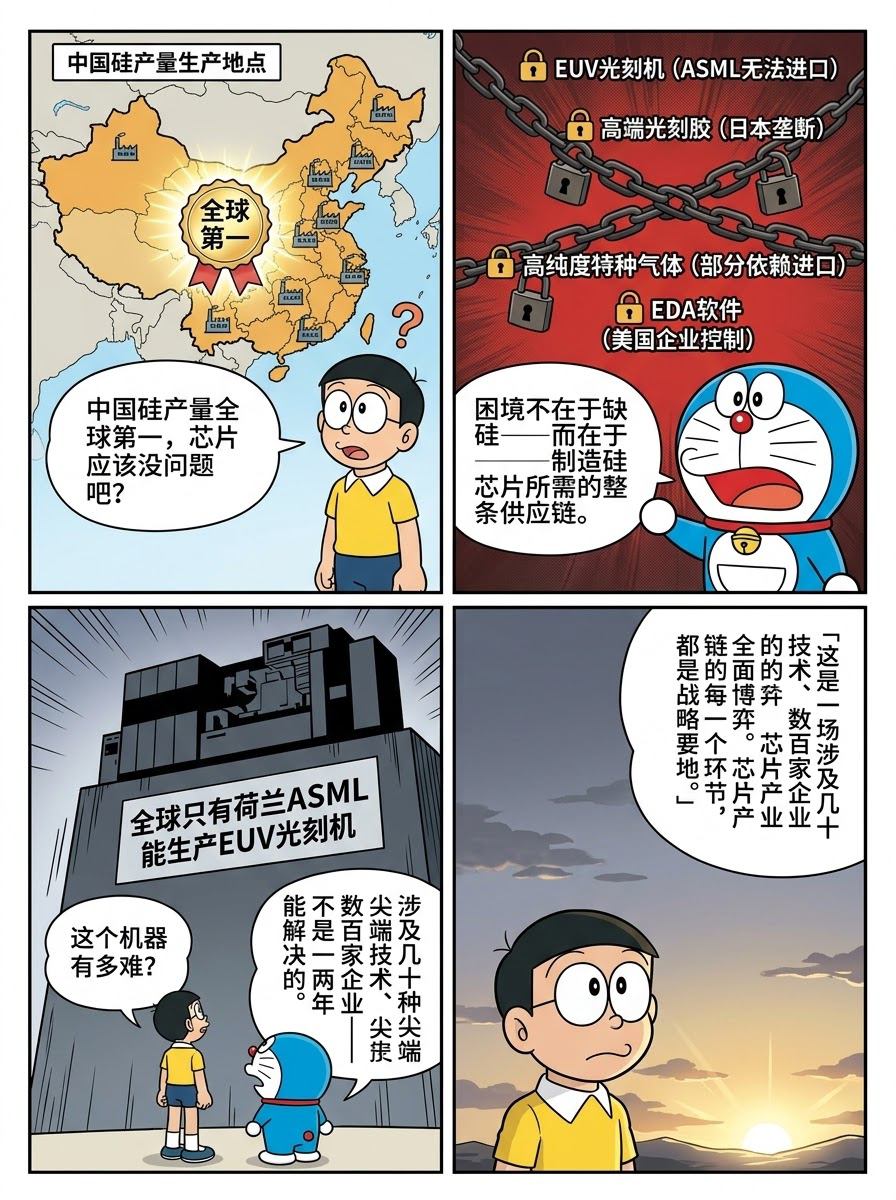 中国硅产量生产地点
全球
第一
中国硅产量全
球第一，芯片
应该没问题
吧？
EUV光刻机（ASML无法进口）
高端光刻胶（日本垄断）
高纯度特种气体（部分依赖进口）
EDA软件
（美国企业控制）
困境不在于缺
硅——而在于
——制造硅
芯片所需的整
条供应链。
全球只有荷兰ASML
能生产EUV光刻机
这个机器
有多难？
涉及几十种尖端
尖端技术、尖
数百家企业——
不是一两年
能解决的。
「这是一场涉及几十
技术、数百家企业
的的 芯片产业
全面博弈。芯片产
链的每一个环节，
都是战略要地。」